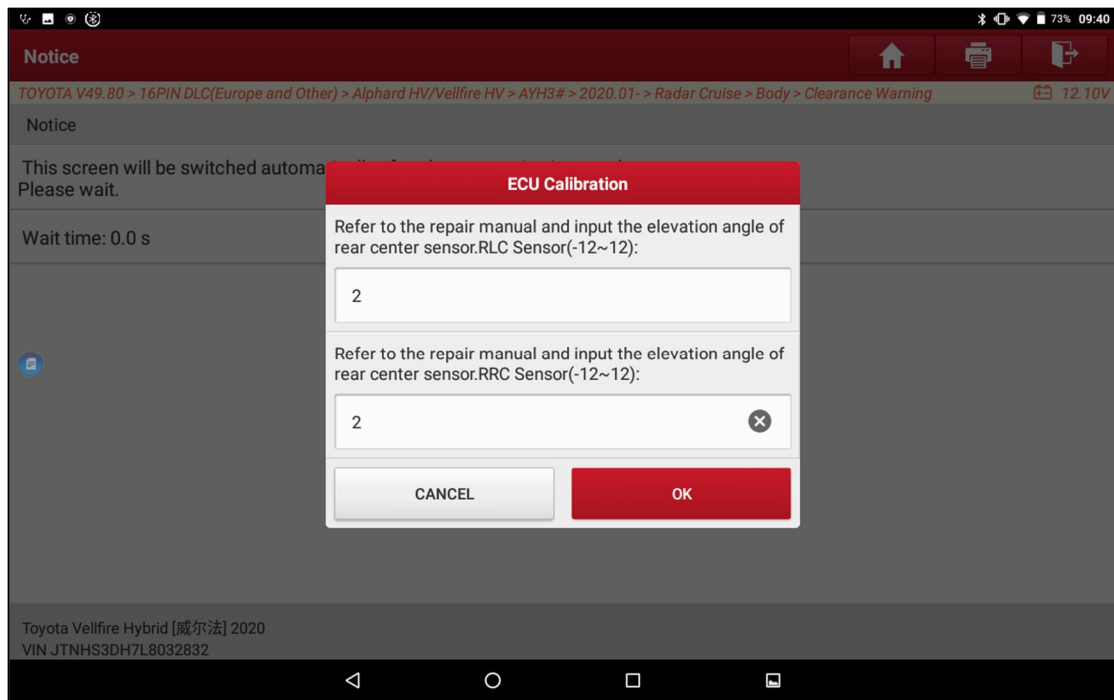 73% 09:40
Notice
TOYOTA V49.80 > 16PIN DLC(Europe and Other) > Alphard HV/Vellfire HV > AYH3# > 2020.01- > Radar Cruise > Body > Clearance Warning
12.10V
Notice
This screen will be switched automa
Please wait.
Wait time: 0.0 s
ECU Calibration
Refer to the repair manual and input the elevation angle of
rear center sensor.RLC Sensor(-12~12):
2
Refer to the repair manual and input the elevation angle of
rear center sensor.RRC Sensor(-12~12):
2
CANCEL
OK
Toyota Vellfire Hybrid [威尔法] 2020
VIN JTNHS3DH7L8032832